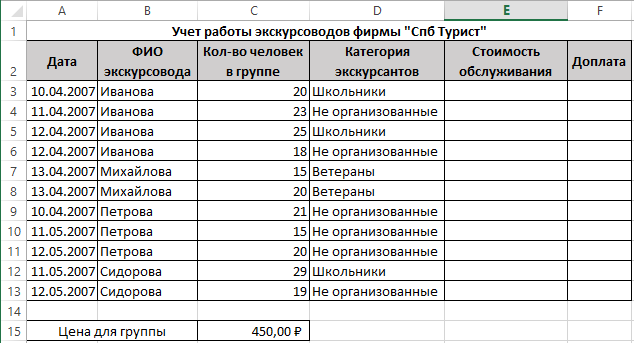 A B C D E F
1 Учет работы экскурсоводов фирмы "Спб Турист"
2 Дата ФИО экскурсовода Кол-во человек в группе Категория экскурсантов Стоимость обслуживания Доплата
3 10.04.2007 Иванова 20 Школьники
4 11.04.2007 Иванова 23 Не организованные
5 12.04.2007 Иванова 25 Школьники
6 12.04.2007 Иванова 18 Не организованные
7 13.04.2007 Михайлова 15 Ветераны
8 13.04.2007 Михайлова 20 Ветераны
9 10.04.2007 Петрова 21 Не организованные
10 11.05.2007 Петрова 15 Не организованные
11 12.05.2007 Петрова 20 Не организованные
12 11.05.2007 Сидорова 29 Школьники
13 12.05.2007 Сидорова 19 Не организованные
14
15 Цена для группы 450,00 ₽